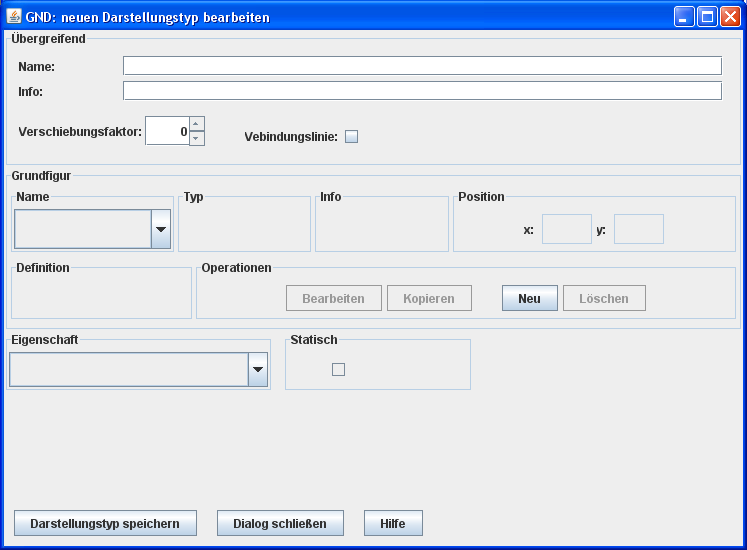 GND: neuen Darstellungstyp bearbeiten
Übergreifend
Name:
Info:
Verschiebungsfaktor: 0 Vebindungslinie:
Grundfigur
Name Typ Info Position
x: y:
Definition Operationen
Bearbeiten Kopieren Neu Löschen
Eigenschaft Statisch
Darstellungstyp speichern Dialog schließen Hilfe